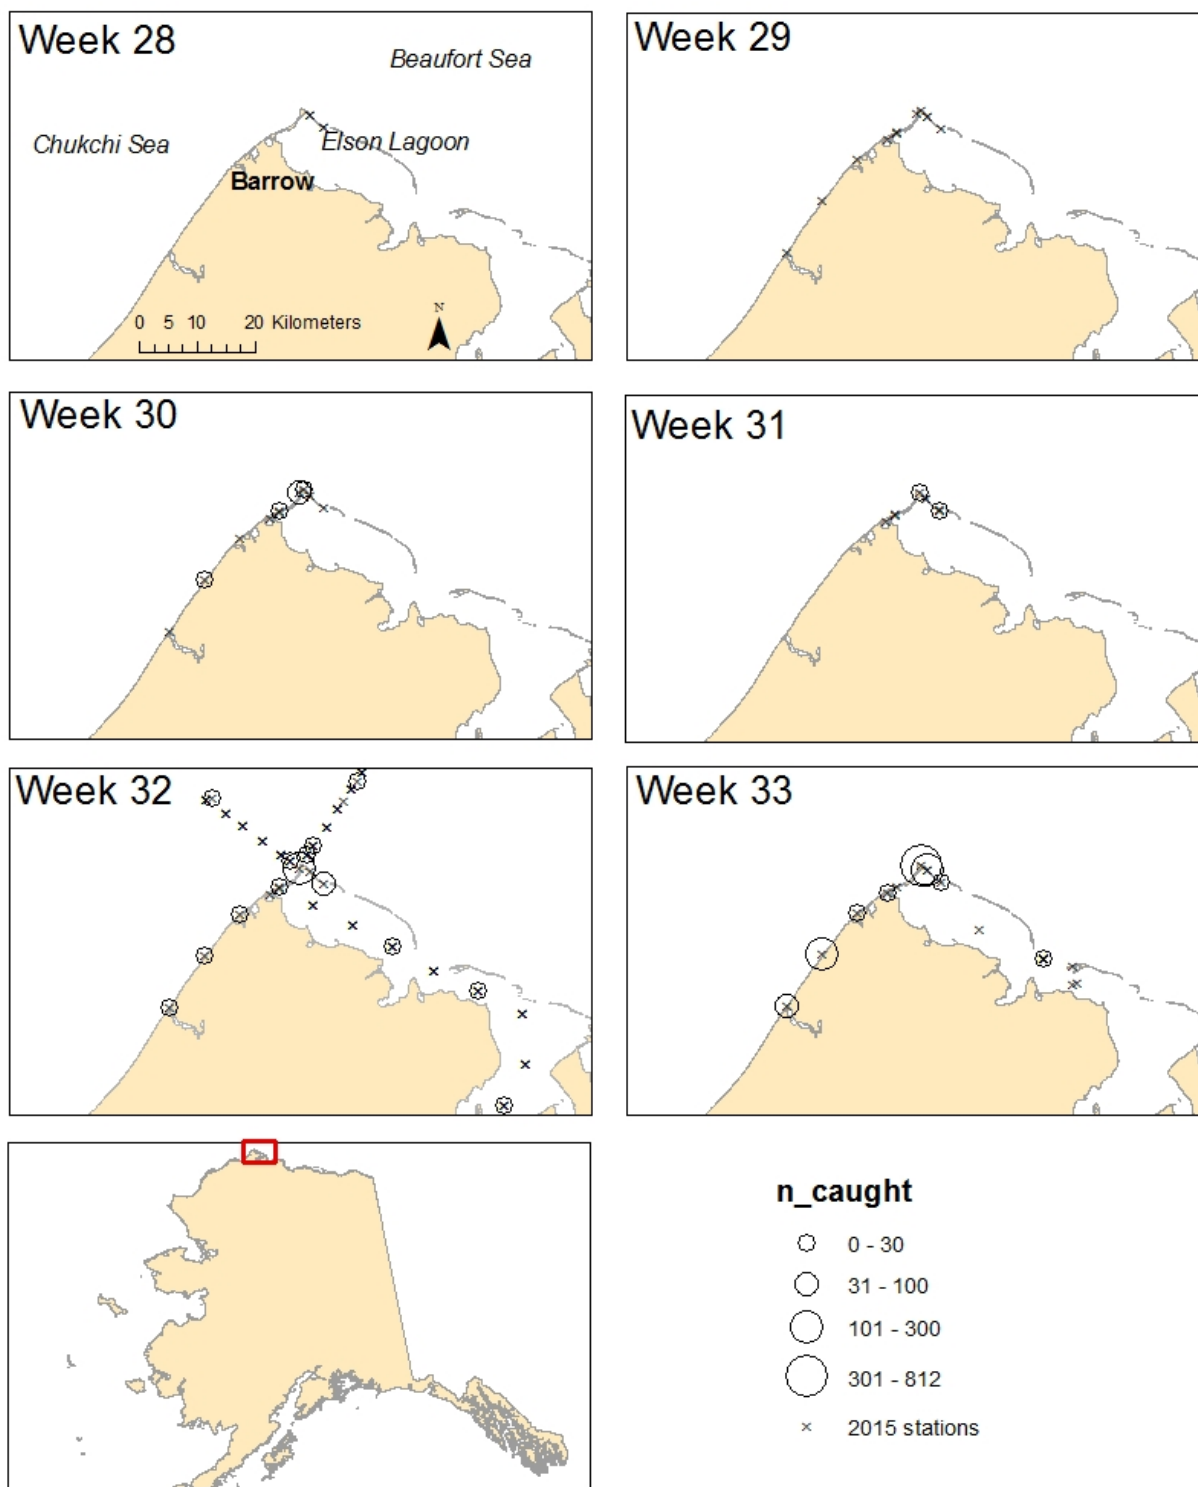 Week 28
Beaufort Sea
Chukchi Sea
Elson Lagoon
Barrow
0 5 10 20 Kilometers
N
Week 29
Week 30
Week 31
Week 32
Week 33
n_caught
0 - 30
31 - 100
101 - 300
301 - 812
2015 stations